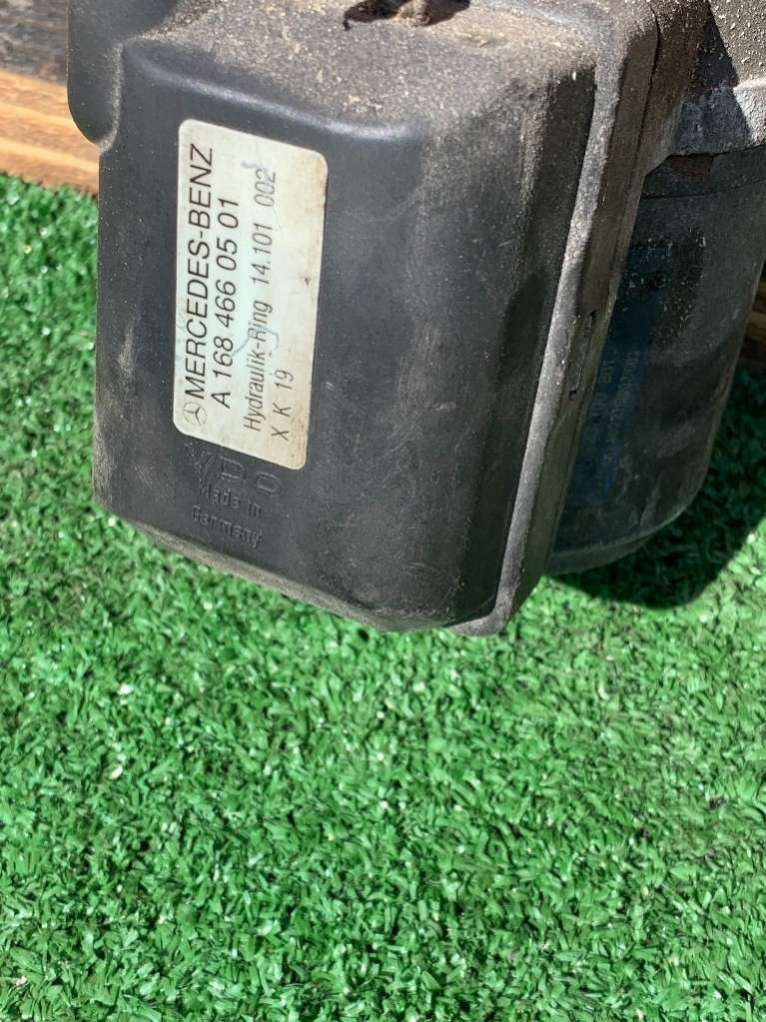 MERCEDES-BENZ
A 168 466 05 01
Hydraulik-Ring 14.101 002
X K 19
VDO
Made in
Germany